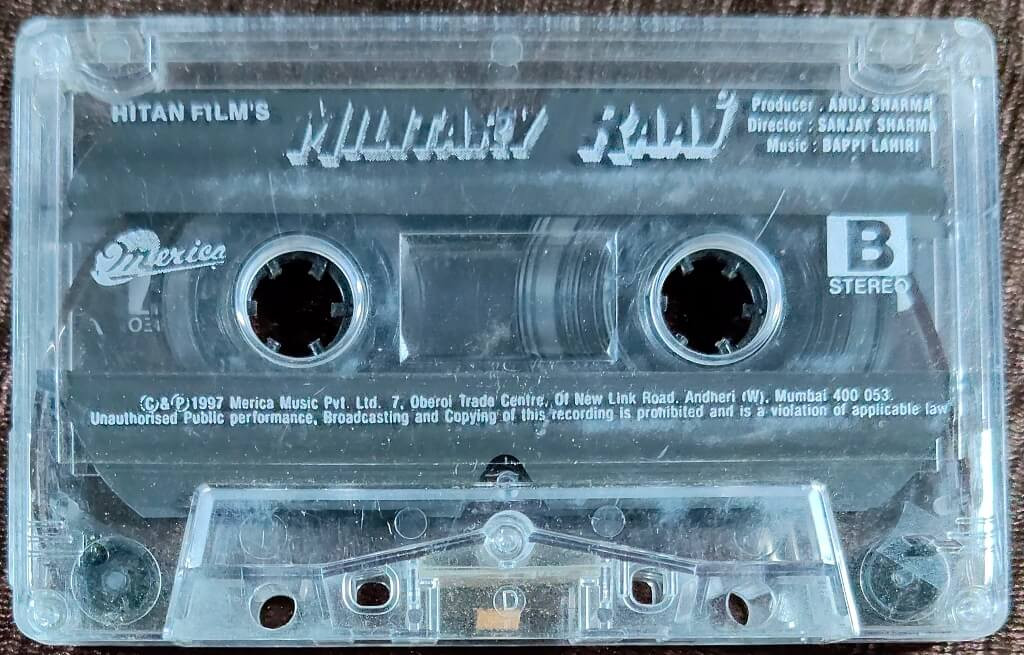 HITAN FILM'S
MILITARY RAAJ
Producer : ANUJ SHARMA
Director : SANJAY SHARMA
Music : BAPPI LAHIRI
Merica
B
STEREO
Ⓒ&Ⓟ1997 Merica Music Pvt. Ltd. 7, Oberoi Trade Centre, Of New Link Road. Andheri (W). Mumbai 400 053.
Unauthorised Public performance, Broadcasting and Copying of this recording is prohibited and is a violation of applicable law
D